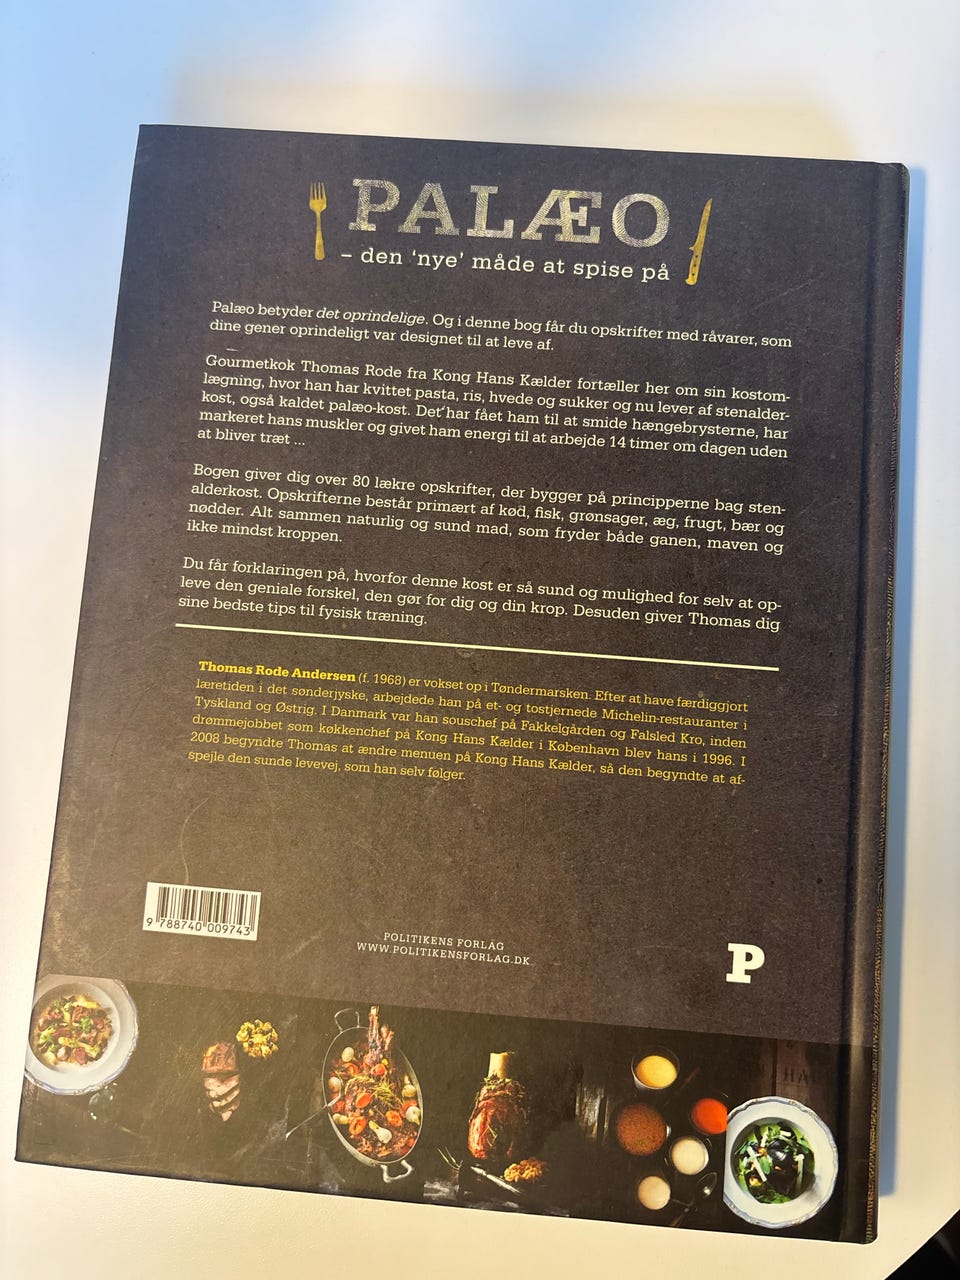 PALÆO
– den ‘nye’ måde at spise på
Palæo betyder det oprindelige. Og i denne bog får du opskrifter med råvarer, som
dine gener oprindeligt var designet til at leve af.
Gourmetkok Thomas Rode fra Kong Hans Kælder fortæller her om sin kostom-
lægning, hvor han har kvittet pasta, ris, hvede og sukker og nu lever af stenalder-
kost, også kaldet palæo-kost. Det har fået ham til at smide hængebrysterne, har
markeret hans muskler og givet ham energi til at arbejde 14 timer om dagen uden
at bliver træt ...
Bogen giver dig over 80 lækre opskrifter, der bygger på principperne bag sten-
alderkost. Opskrifterne består primært af kød, fisk, grønsager, æg, frugt, bær og
nødder. Alt sammen naturlig og sund mad, som fryder både ganen, maven og
ikke mindst kroppen.
Du får forklaringen på, hvorfor denne kost er så sund og mulighed for selv at op-
leve den geniale forskel, den gør for dig og din krop. Desuden giver Thomas dig
sine bedste tips til fysisk træning.
Thomas Rode Andersen (f. 1968) er vokset op i Tøndermarsken. Efter at have færdiggjort
læretiden i det sønderjyske, arbejdede han på et- og tostjernede Michelin-restauranter i
Tyskland og Østrig. I Danmark var han souschef på Fakkelgården og Falsled Kro, inden
drømmejobbet som køkkenchef på Kong Hans Kælder i København blev hans i 1996. I
2008 begyndte Thomas at ændre menuen på Kong Hans Kælder, så den begyndte at af-
spejle den sunde levevej, som han selv følger.
9 788740 009743
POLITIKENS FORLAG
WWW.POLITIKENSFORLAG.DK
P